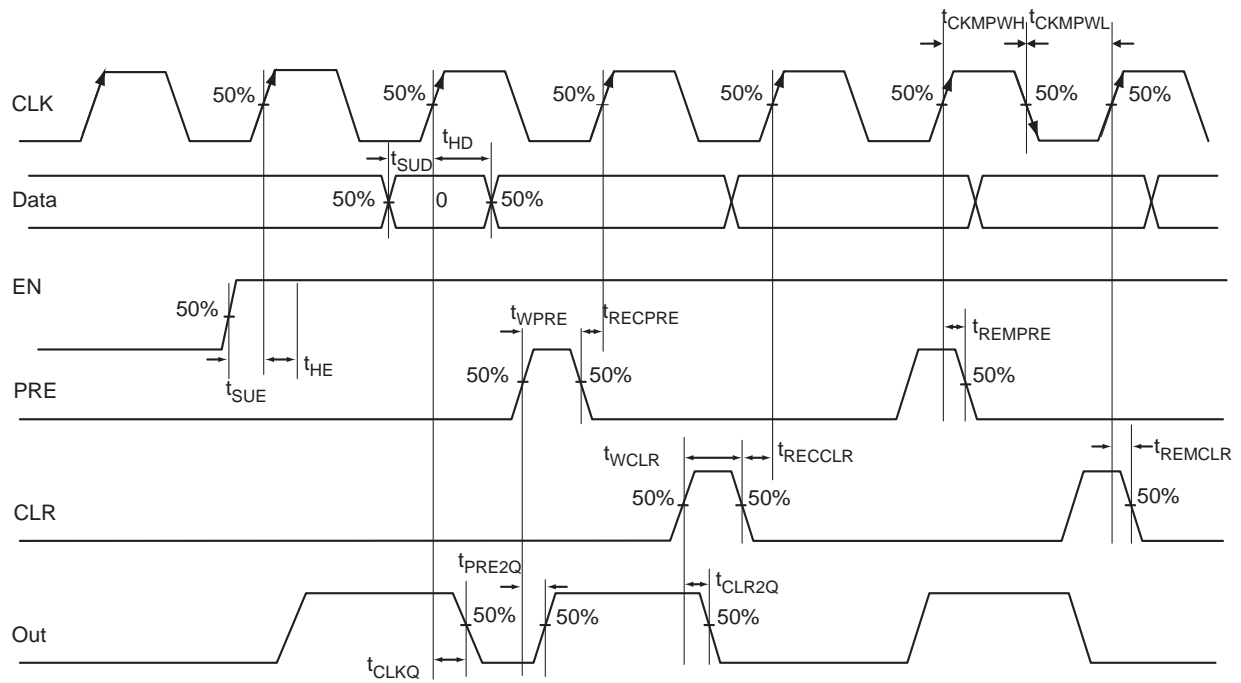 tCKMPWH tCKMPWL
CLK 50% 50% 50% 50% 50% 50% 50%
tSUD tHD
Data 50% 0 50%
EN
50% tWPRE tRECPRE tREMPRE
tSUE tHE
PRE 50% 50% 50%
tWCLR tRECCLR tREMCLR
CLR 50% 50% 50%
tPRE2Q tCLR2Q
Out 50% 50% 50%
tCLKQ